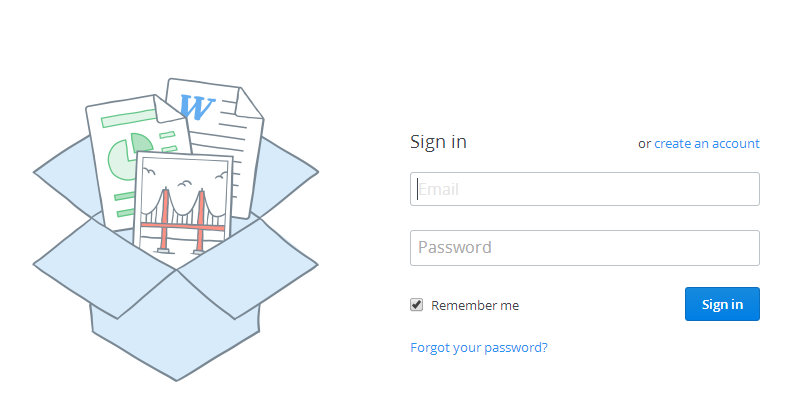 W
Sign in
or create an account
Email
Password
Remember me
Sign in
Forgot your password?